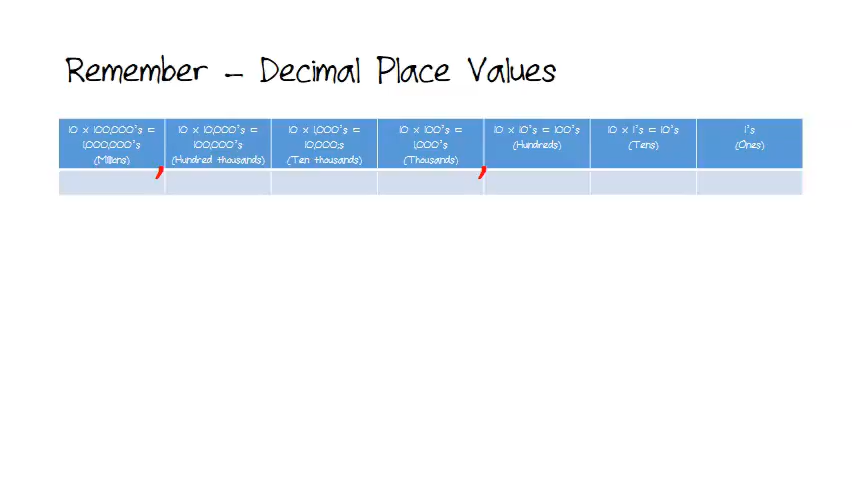 Remember – Decimal Place Values
10 x 100,000's =
1,000,000's
(Millions)
10 x 10,000's =
100,000's
(Hundred thousands)
10 x 1,000's =
10,000;s
(Ten thousands)
10 x 100's =
1,000's
(Thousands)
10 x 10's = 100's
(Hundreds)
10 x 1's = 10's
(Tens)
1's
(Ones)
,
,